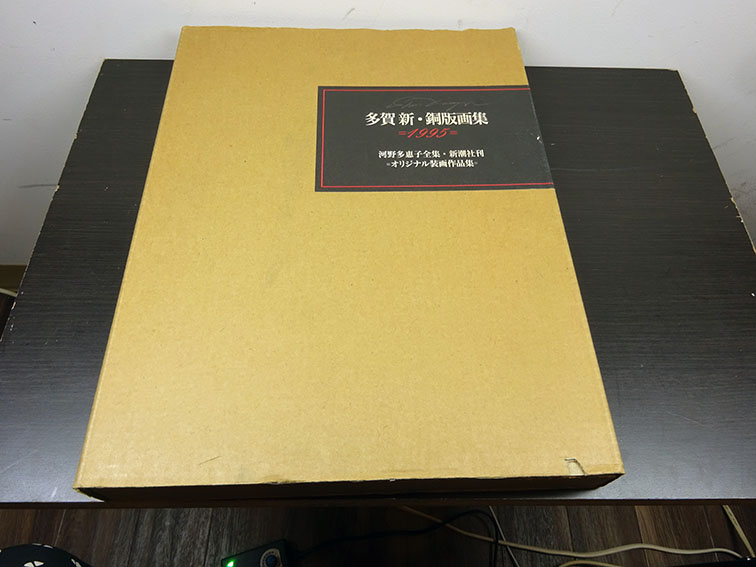 多賀 新・銅版画集
=1995=
河野多惠子全集・新潮社刊
=オリジナル装画作品集=